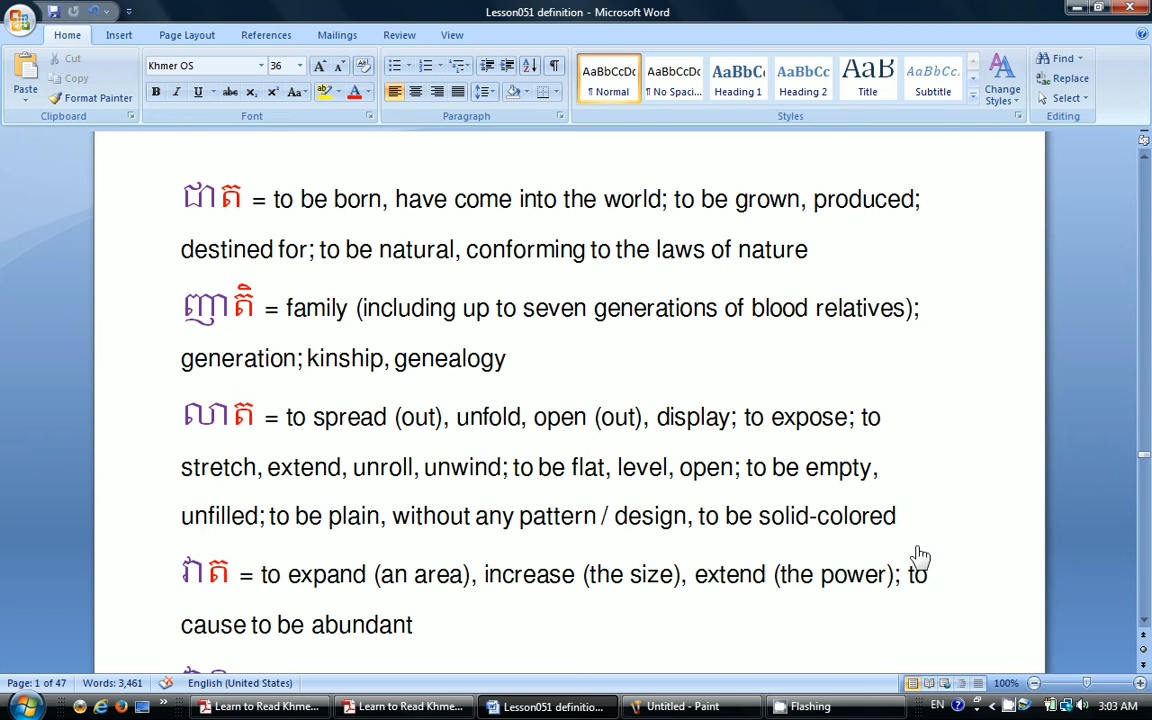 Lesson051 definition - Microsoft Word
Home Insert Page Layout References Mailings Review View
Paste Cut Copy Format Painter Clipboard
Khmer OS 36 Font
Paragraph
AaBbCcDc ¶ Normal AaBbCcDc ¶ No Spaci... AaBbC Heading 1 AaBbCc Heading 2 AaB Title AaBbCc Subtitle Change Styles Styles
Find Replace Select Editing
ជាត = to be born, have come into the world; to be grown, produced;
destined for; to be natural, conforming to the laws of nature
ញាតិ = family (including up to seven generations of blood relatives);
generation; kinship, genealogy
លាត = to spread (out), unfold, open (out), display; to expose; to
stretch, extend, unroll, unwind; to be flat, level, open; to be empty,
unfilled; to be plain, without any pattern / design, to be solid-colored
វាត = to expand (an area), increase (the size), extend (the power); to
cause to be abundant
Page: 1 of 47 Words: 3,461 English (United States) 100%
Learn to Read Khme... Learn to Read Khme... Lesson051 definitio... Untitled - Paint Flashing EN 3:03 AM